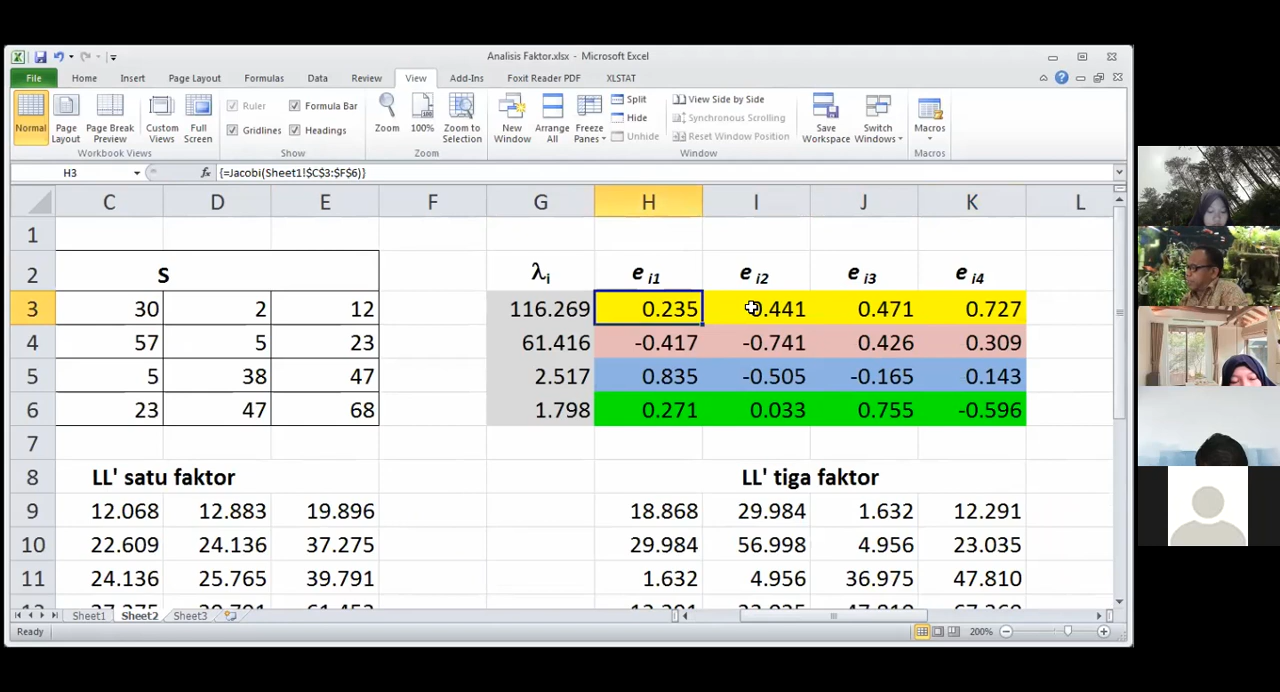 Analisis Faktor.xlsx - Microsoft Excel
File Home Insert Page Layout Formulas Data Review View Add-Ins Foxit Reader PDF XLSTAT
Normal Page Layout Page Break Preview Custom Views Full Screen
Workbook Views
Ruler Formula Bar
Gridlines Headings
Show
Zoom 100% Zoom to Selection
Zoom
New Window Arrange All Freeze Panes
Split
Hide
Unhide
View Side by Side
Synchronous Scrolling
Reset Window Position
Window
Save Workspace Switch Windows
Macros
Macros
H3 fx {=Jacobi(Sheet1!$C$3:$F$6)}
C D E F G H I J K L
1
2 S λi e i1 e i2 e i3 e i4
3 30 2 12 116.269 0.235 0.441 0.471 0.727
4 57 5 23 61.416 -0.417 -0.741 0.426 0.309
5 5 38 47 2.517 0.835 -0.505 -0.165 0.143
6 23 47 68 1.798 0.271 0.033 0.755 -0.596
7
8 LL' satu faktor LL' tiga faktor
9 12.068 12.883 19.896 18.868 29.984 1.632 12.291
10 22.609 24.136 37.275 29.984 56.998 4.956 23.035
11 24.136 25.765 39.791 1.632 4.956 36.975 47.810
Sheet1 Sheet2 Sheet3
Ready 200%